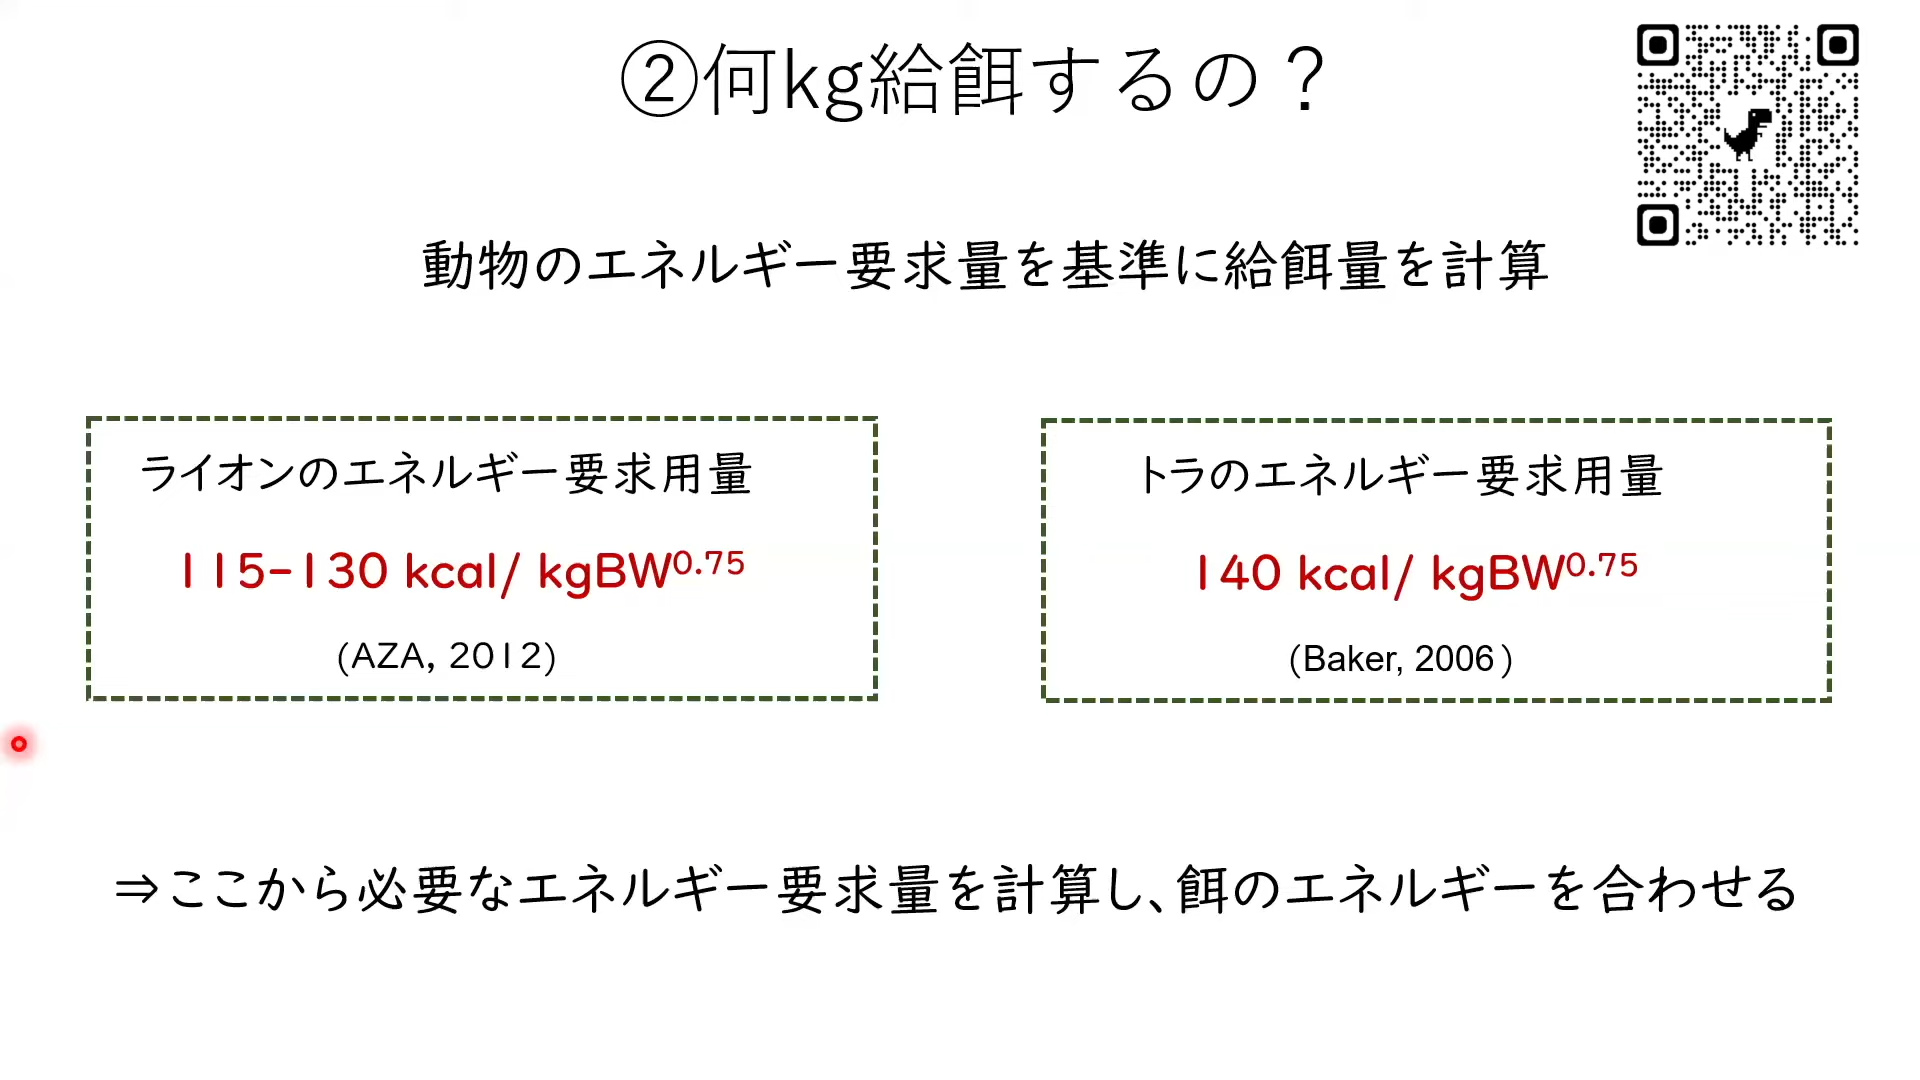 ②何kg給餌するの？
動物のエネルギー要求量を基準に給餌量を計算
ライオンのエネルギー要求用量
115-130 kcal/ kgBW0.75
(AZA, 2012)
トラのエネルギー要求用量
140 kcal/ kgBW0.75
(Baker, 2006)
⇒ここから必要なエネルギー要求量を計算し、餌のエネルギーを合わせる